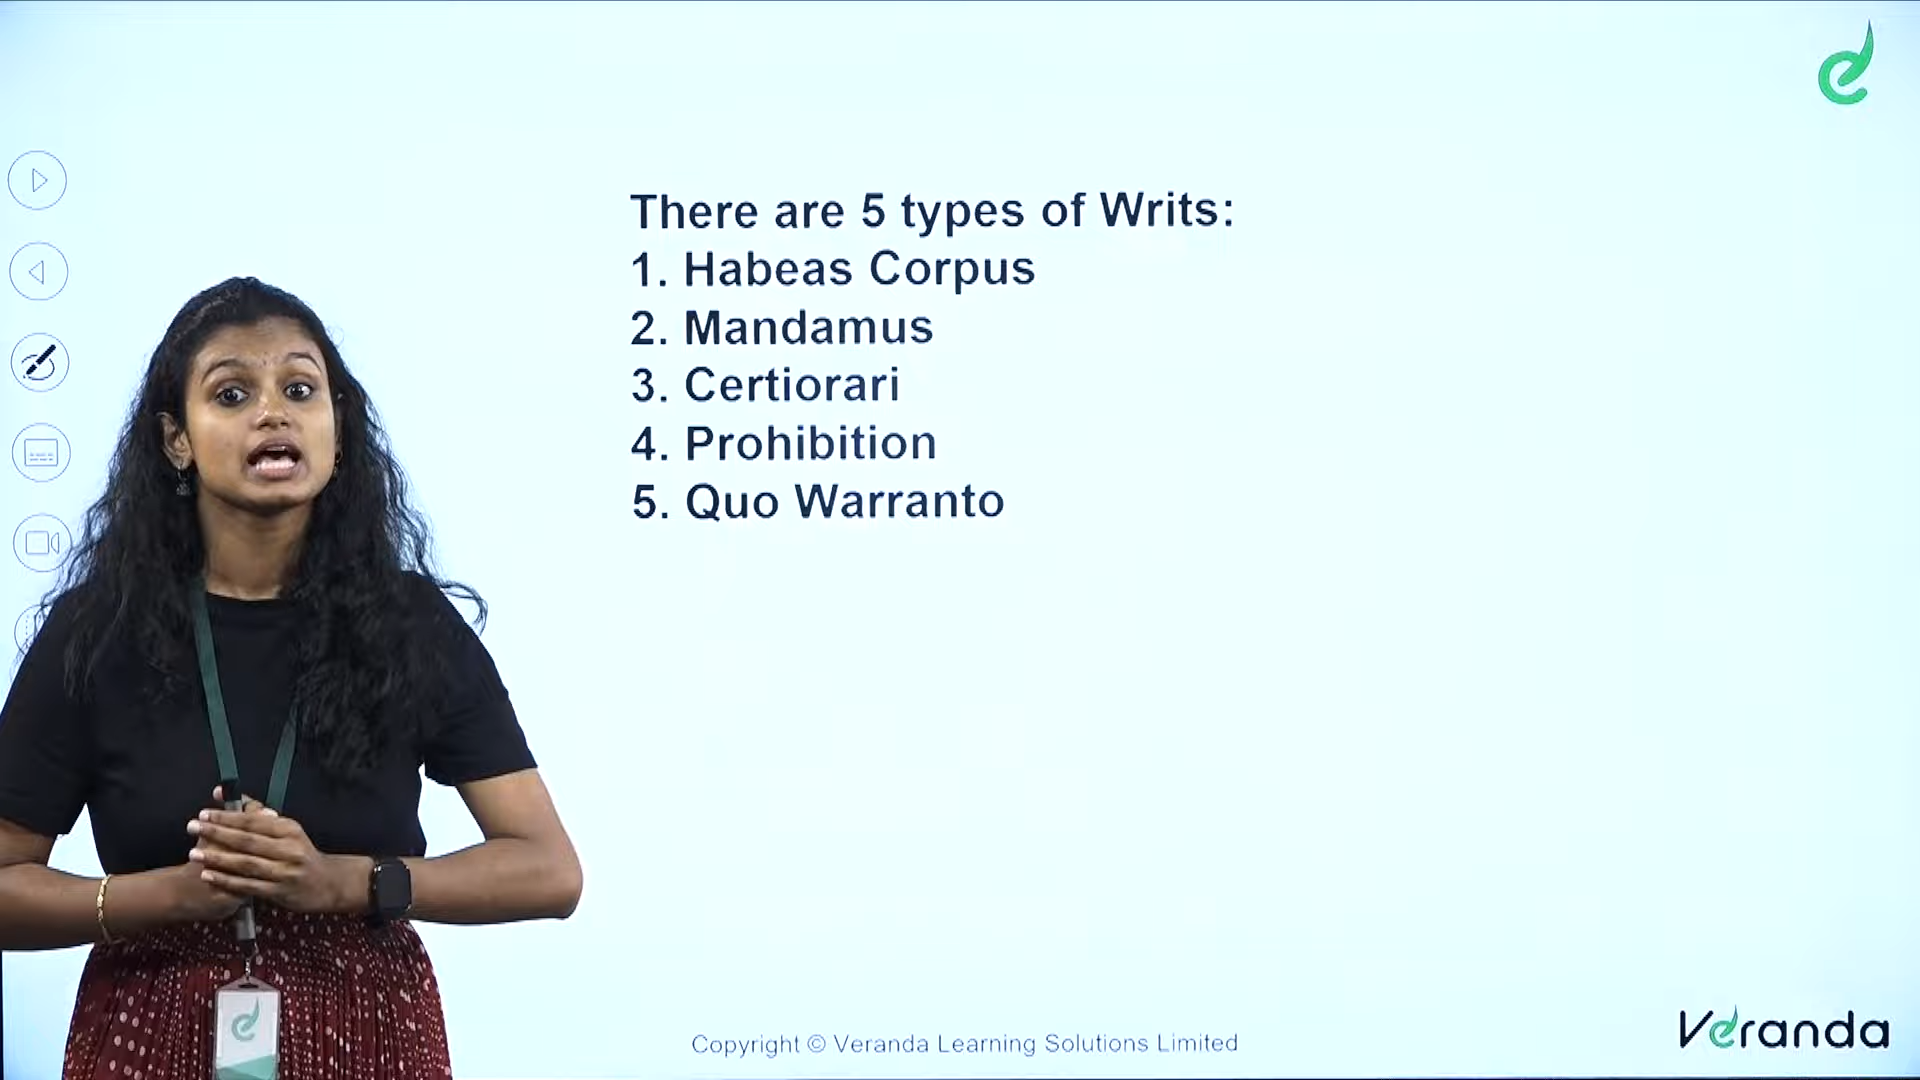 There are 5 types of Writs:
1. Habeas Corpus
2. Mandamus
3. Certiorari
4. Prohibition
5. Quo Warranto
Copyright © Veranda Learning Solutions Limited
Veranda